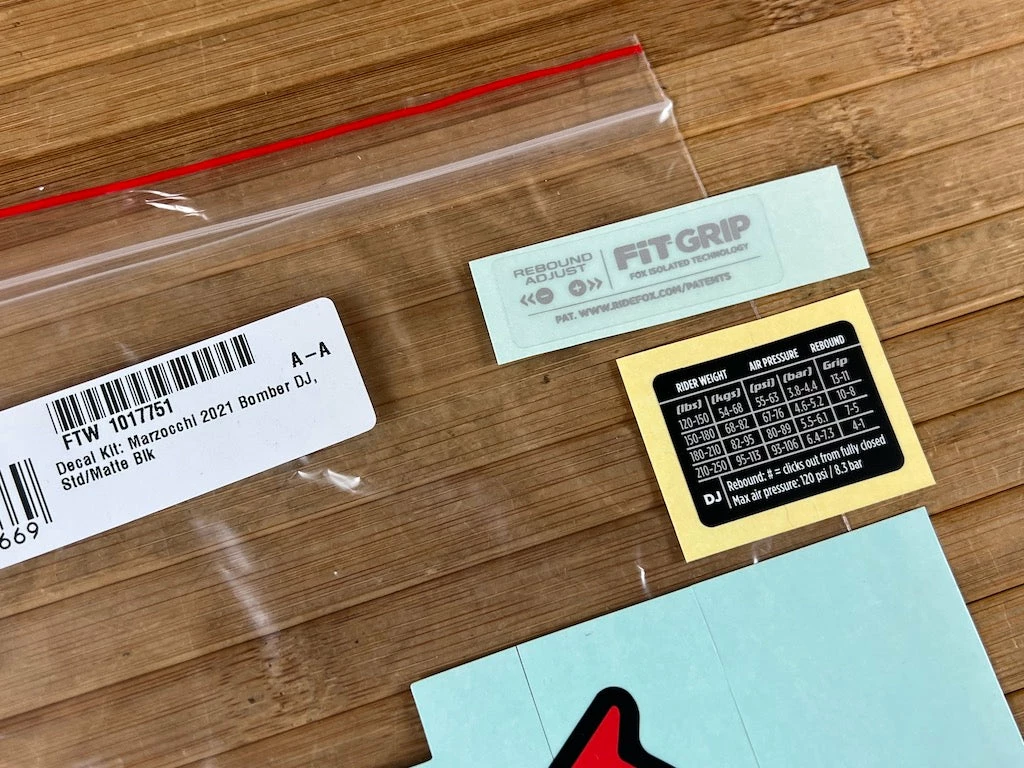 A-A
FTW 1017751
Decal Kit: Marzocchi 2021 Bomber DJ,
Std/Matte Blk
669
REBOUND
ADJUST
FiT GRIP
FOX ISOLATED TECHNOLOGY
PAT. WWW.RIDEFOX.COM/PATENTS
RIDER WEIGHT AIR PRESSURE REBOUND
(lbs) (kgs) (psi) (bar) Grip
120-150 54-68 55-63 3.8-4.4 13-11
150-180 68-82 67-76 4.6-5.2 10-8
180-210 82-95 80-89 5.5-6.1 7-5
210-250 95-113 93-106 6.4-7.3 4-1
DJ Rebound: # = clicks out from fully closed
Max air pressure: 120 psi / 8.3 bar